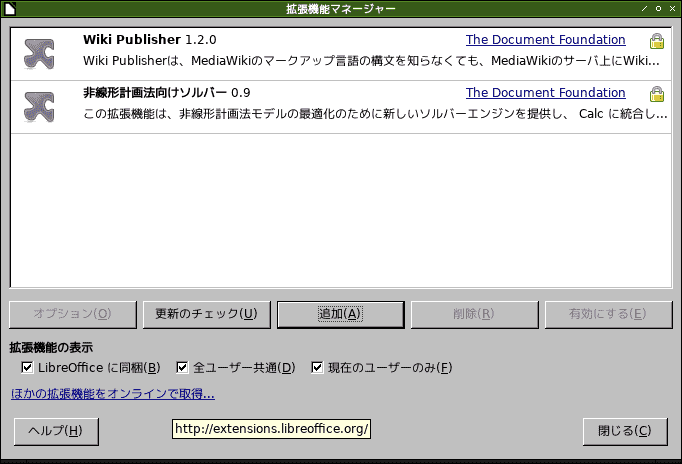 拡張機能マネージャー
Wiki Publisher 1.2.0 The Document Foundation
Wiki Publisherは、MediaWikiのマークアップ言語の構文を知らなくても、MediaWikiのサーバ上にWiki...
非線形計画法向けソルバー 0.9 The Document Foundation
この拡張機能は、非線形計画法モデルの最適化のために新しいソルバーエンジンを提供し、 Calc に統合し...
オプション(O) 更新のチェック(U) 追加(A) 削除(R) 有効にする(E)
拡張機能の表示
LibreOffice に同梱(B) 全ユーザー共通(D) 現在のユーザーのみ(F)
ほかの拡張機能をオンラインで取得...
ヘルプ(H) http://extensions.libreoffice.org/ 閉じる(C)